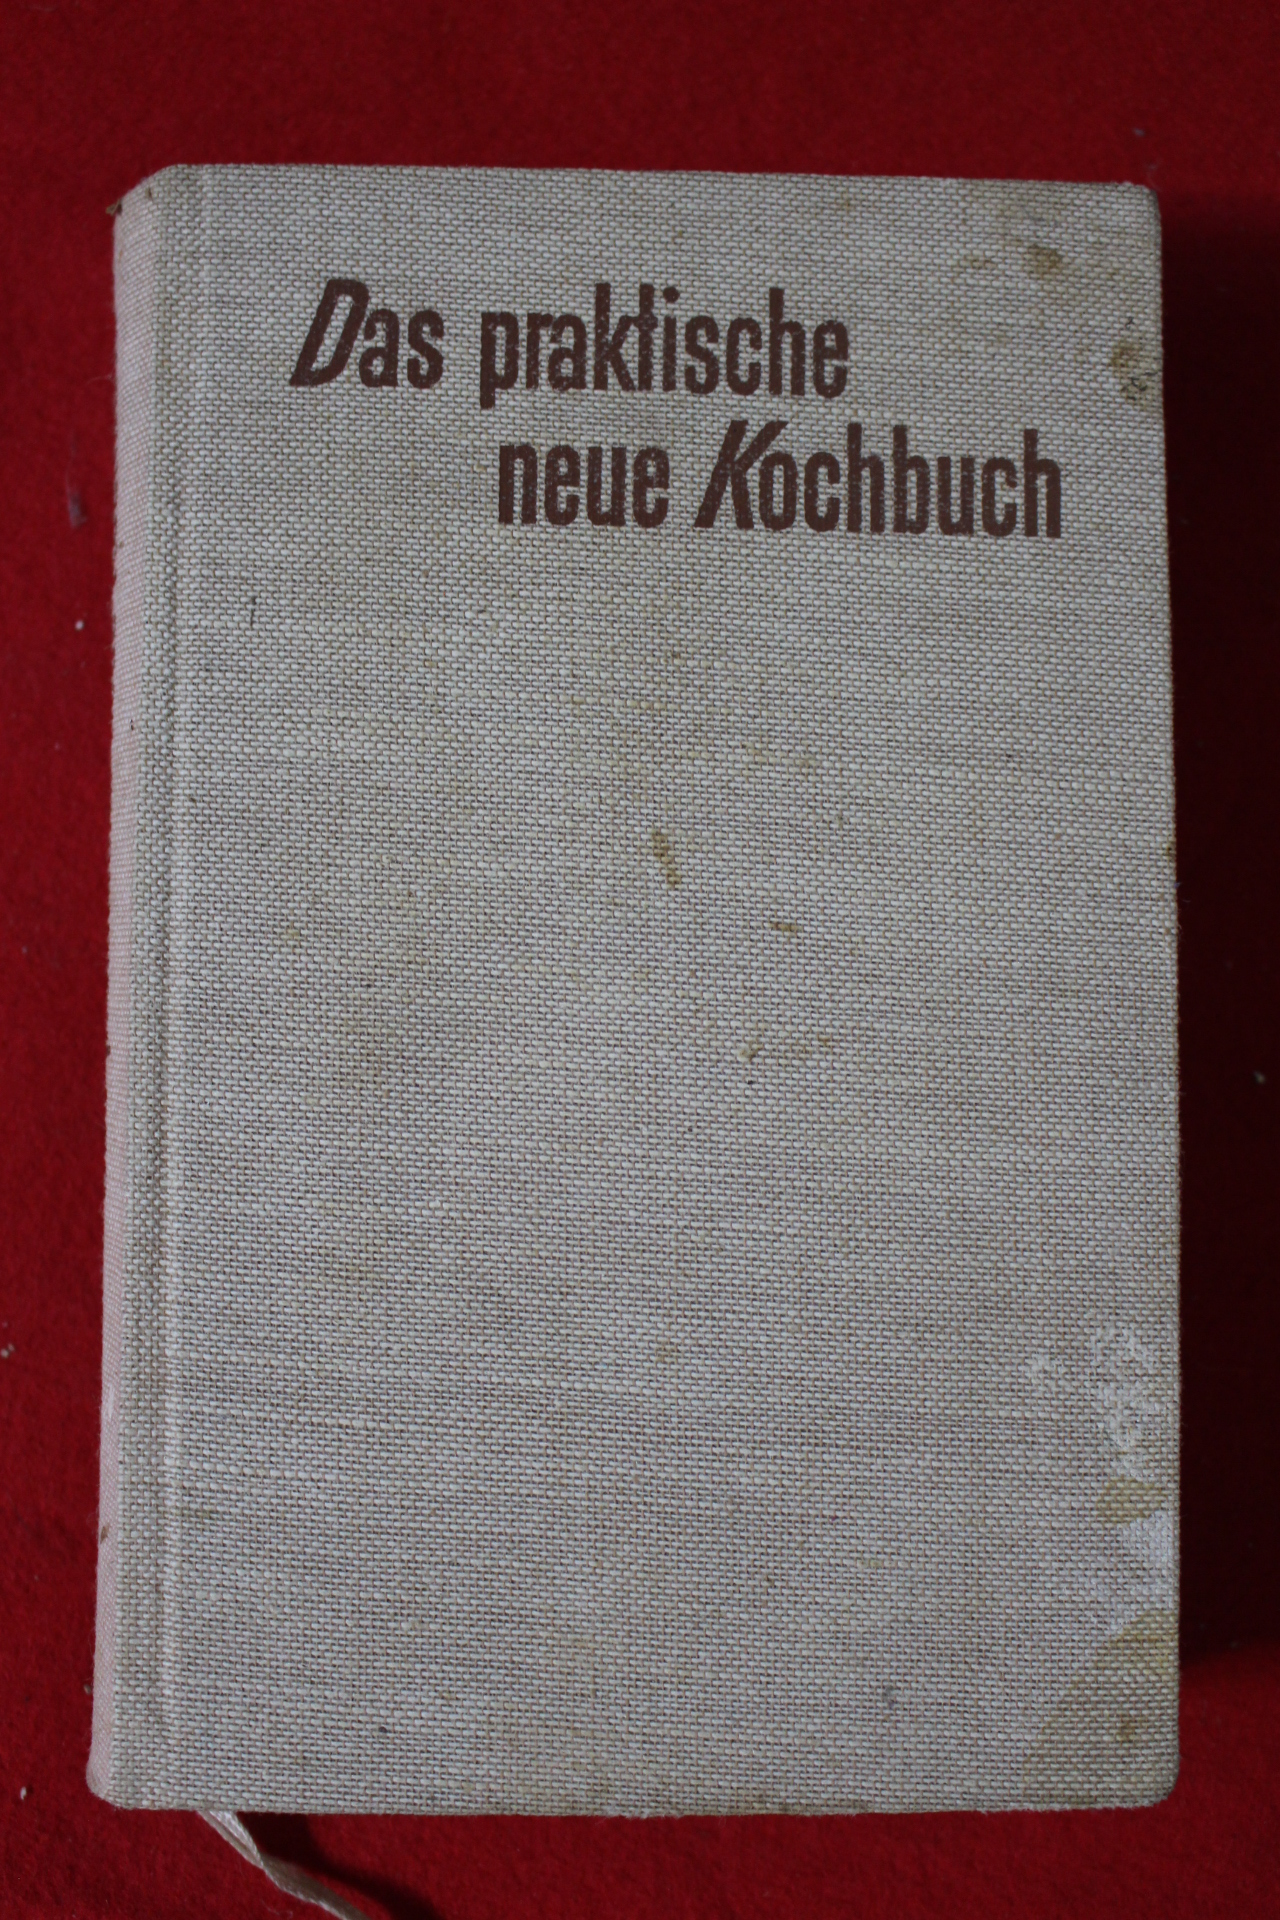 Das praktische
neue Kochbuch